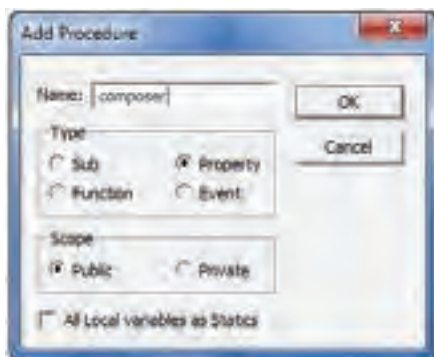 Add Procedure
Name: composer
OK
Type
Cancel
Sub
Property
Function
Event
Scope
Public
Private
All Local variables as Statics